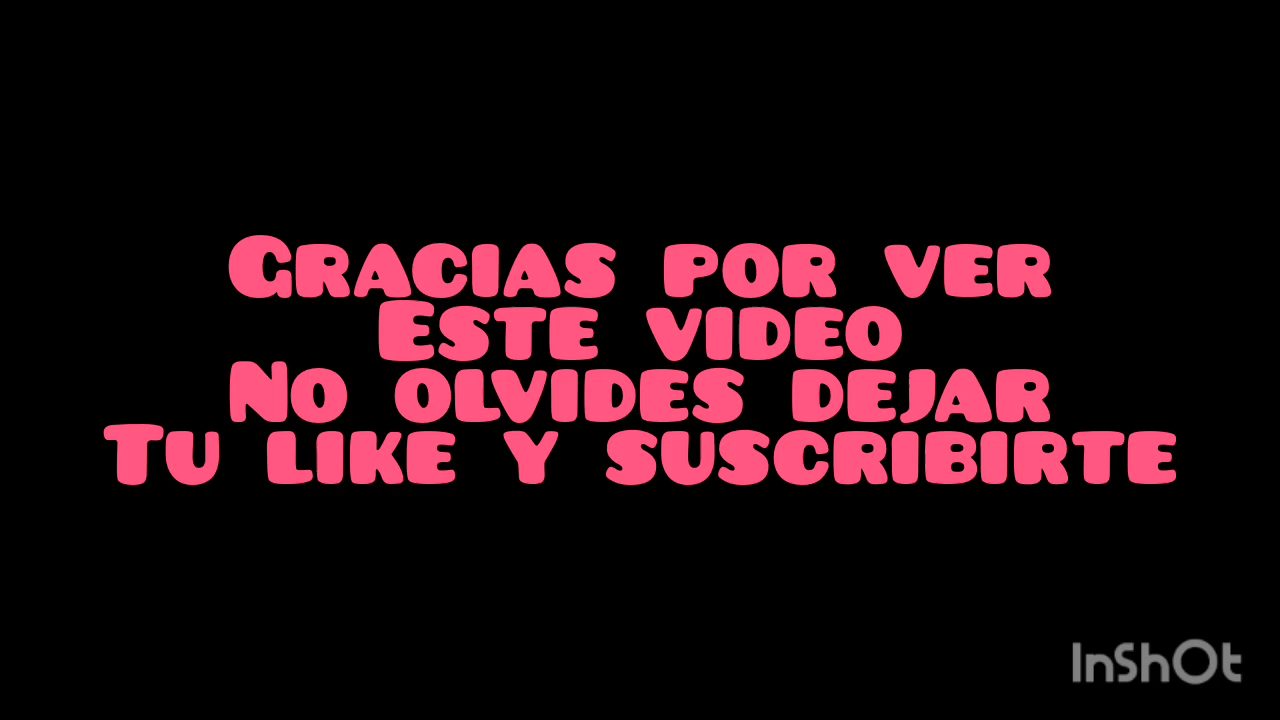 Gracias por ver
Este video
No olvides dejar
Tu like y suscribirte
InShOt